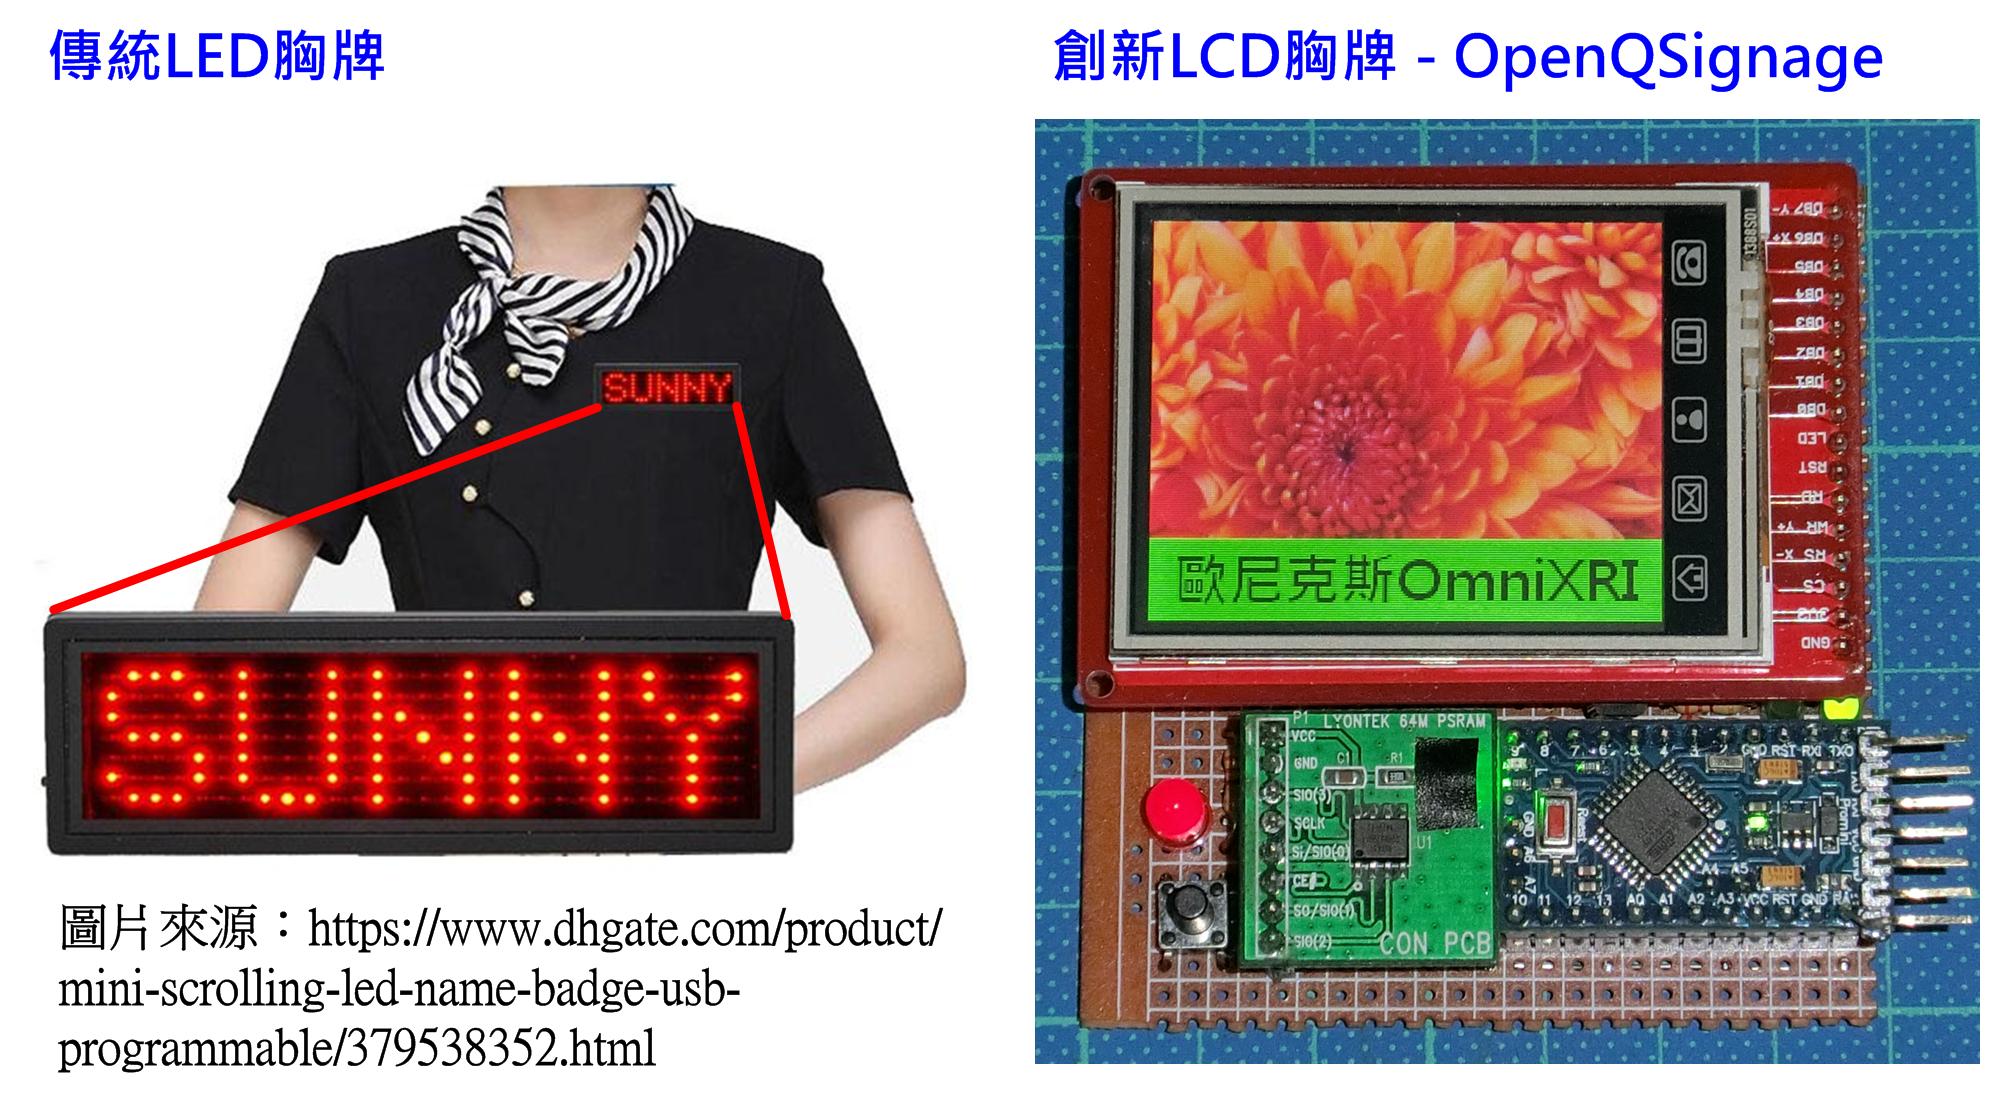 傳統LED胸牌
創新LCD胸牌 - OpenQSignage
SUNNY
SUNNY
圖片來源：https://www.dhgate.com/product/
mini-scrolling-led-name-badge-usb-
programmable/379538352.html
歐尼克斯OmniXRI
DB7 Y-
DB6 X+
DB5
DB4
DB3
DB2
DB1
DB0
LED
RST
RD
WR Y+
RS X-
CS
3V3
GND
P1 LYONTEK 64M PSRAM
VCC
GND
C1 R1
SIO(3)
SCLK
U1
Si/SIO(0)
CE#
SO/SIO(1)
SIO(2)
CON PCB
9 8 7 6 5 4 3 2 GND RST RXI TXO
Reset
GND
A6
A7
A4 A5
10 11 12 13 A0 A1 A2 A3 VCC RST GND RAW